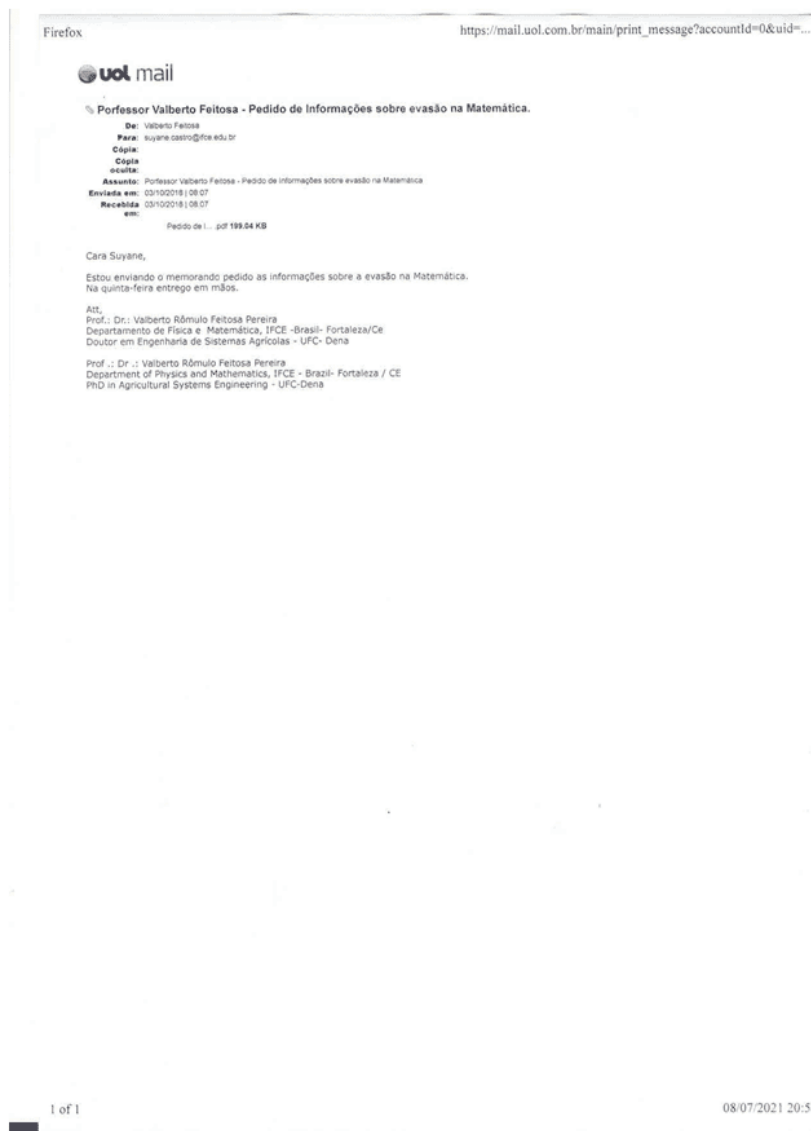 Firefox
https://mail.uol.com.br/main/print_message?accountId=0&uid=...
uol mail
Porfessor Valberto Feitosa - Pedido de Informações sobre evasão na Matemática.
De: Valberto Feitosa
Para: suyane.castro@ifce.edu.br
Cópia:
Cópia
oculta:
Assunto: Porfessor Valberto Feitosa - Pedido de Informações sobre evasão na Matemática
Enviada em: 03/10/2018 | 08:07
Recebida em: 03/10/2018 | 08:07
Pedido de I... .pdf 199.04 KB
Cara Suyane,
Estou enviando o memorando pedido as informações sobre a evasão na Matemática.
Na quinta-feira entrego em mãos.
Att,
Prof.: Dr.: Valberto Rômulo Feitosa Pereira
Departamento de Física e Matemática, IFCE -Brasil- Fortaleza/Ce
Doutor em Engenharia de Sistemas Agrícolas - UFC- Dena
Prof .: Dr .: Valberto Rômulo Feitosa Pereira
Department of Physics and Mathematics, IFCE - Brazil- Fortaleza / CE
PhD in Agricultural Systems Engineering - UFC-Dena
1 of 1
08/07/2021 20:5